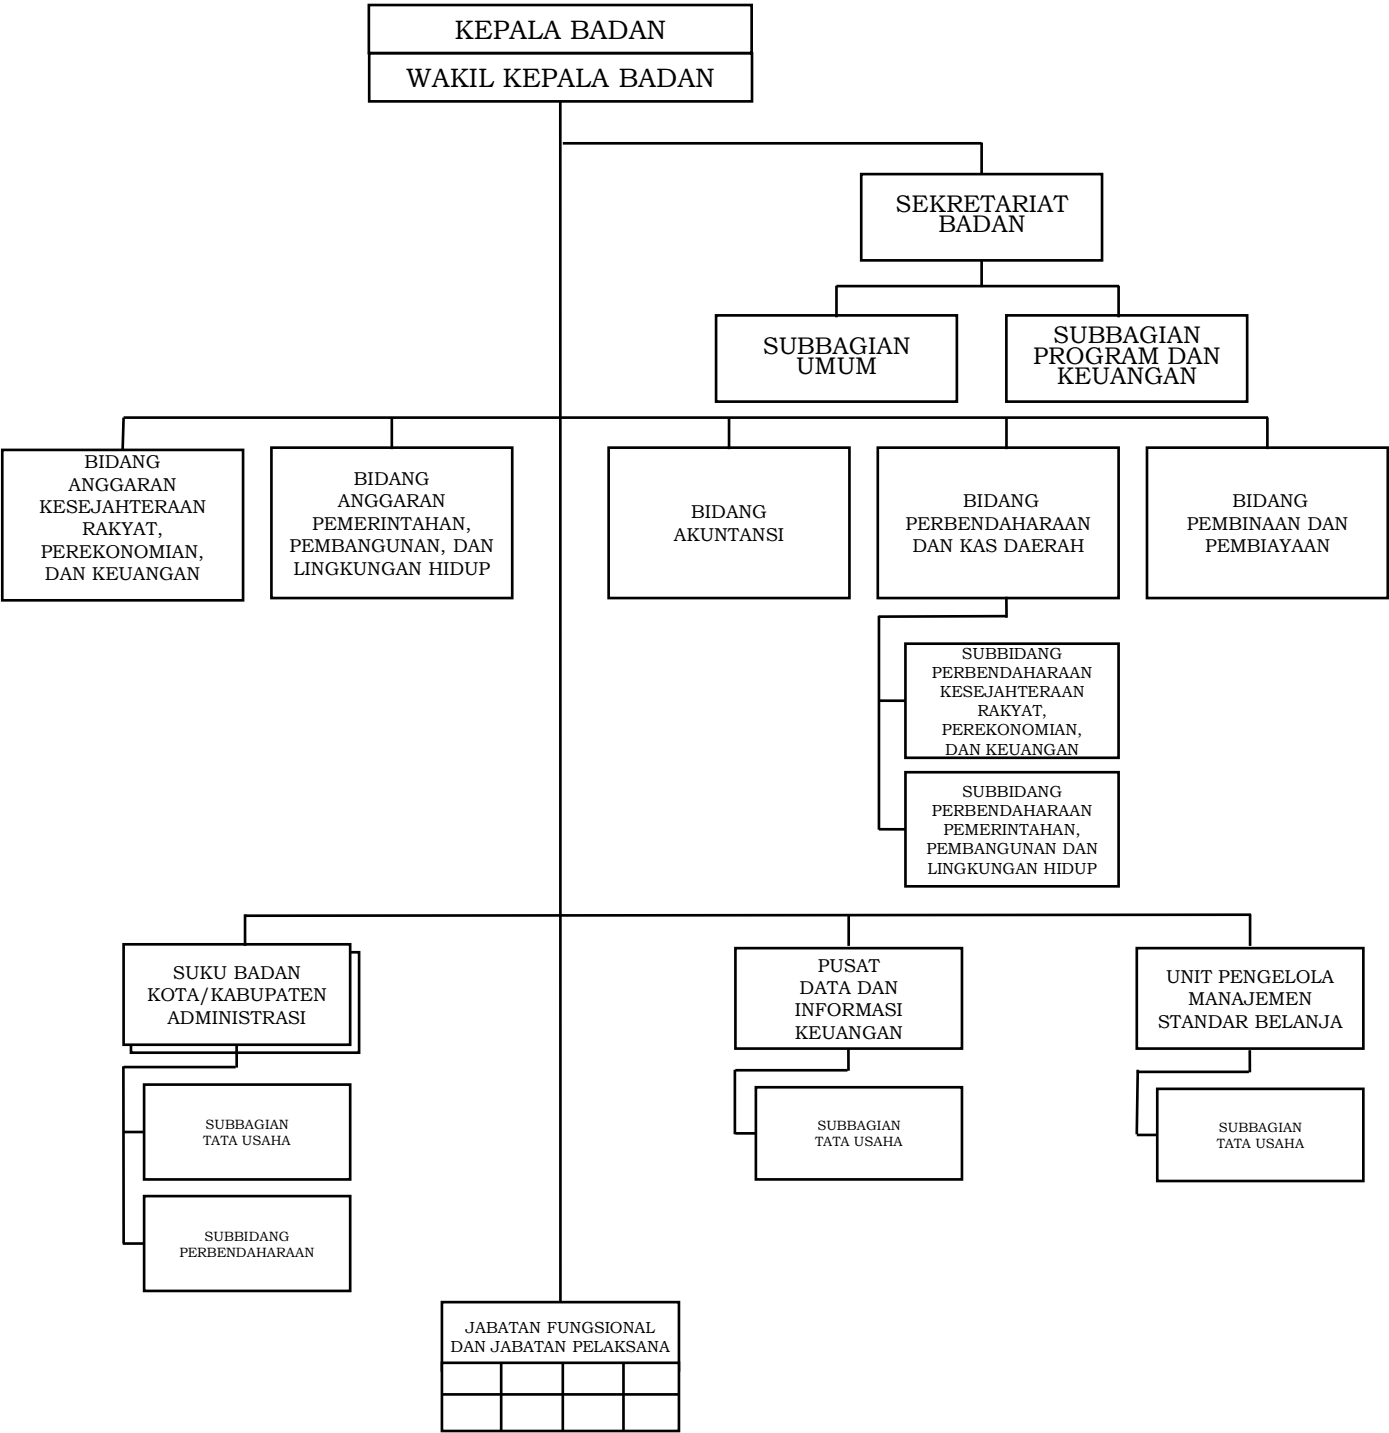 KEPALA BADAN
WAKIL KEPALA BADAN
SEKRETARIAT
BADAN
SUBBAGIAN
UMUM
SUBBAGIAN
PROGRAM DAN
KEUANGAN
BIDANG
ANGGARAN
KESEJAHTERAAN
RAKYAT,
PEREKONOMIAN,
DAN KEUANGAN
BIDANG
ANGGARAN
PEMERINTAHAN,
PEMBANGUNAN, DAN
LINGKUNGAN HIDUP
BIDANG
AKUNTANSI
BIDANG
PERBENDAHARAAN
DAN KAS DAERAH
BIDANG
PEMBINAAN DAN
PEMBIAYAAN
SUBBIDANG
PERBENDAHARAAN
KESEJAHTERAAN
RAKYAT,
PEREKONOMIAN,
DAN KEUANGAN
SUBBIDANG
PERBENDAHARAAN
PEMERINTAHAN,
PEMBANGUNAN DAN
LINGKUNGAN HIDUP
SUKU BADAN
KOTA/KABUPATEN
ADMINISTRASI
SUBBAGIAN
TATA USAHA
SUBBIDANG
PERBENDAHARAAN
PUSAT
DATA DAN
INFORMASI
KEUANGAN
SUBBAGIAN
TATA USAHA
UNIT PENGELOLA
MANAJEMEN
STANDAR BELANJA
SUBBAGIAN
TATA USAHA
JABATAN FUNGSIONAL
DAN JABATAN PELAKSANA